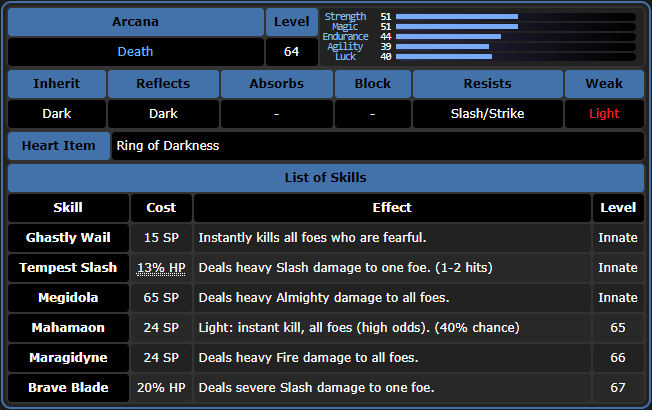 Arcana Level
Death 64
Strength 51
Magic 51
Endurance 44
Agility 39
Luck 40
Inherit Reflects Absorbs Block Resists Weak
Dark Dark - - Slash/Strike Light
Heart Item Ring of Darkness
List of Skills
Skill Cost Effect Level
Ghastly Wail 15 SP Instantly kills all foes who are fearful. Innate
Tempest Slash 13% HP Deals heavy Slash damage to one foe. (1-2 hits) Innate
Megidola 65 SP Deals heavy Almighty damage to all foes. Innate
Mahamaon 24 SP Light: instant kill, all foes (high odds). (40% chance) 65
Maragidyne 24 SP Deals heavy Fire damage to all foes. 66
Brave Blade 20% HP Deals severe Slash damage to one foe. 67